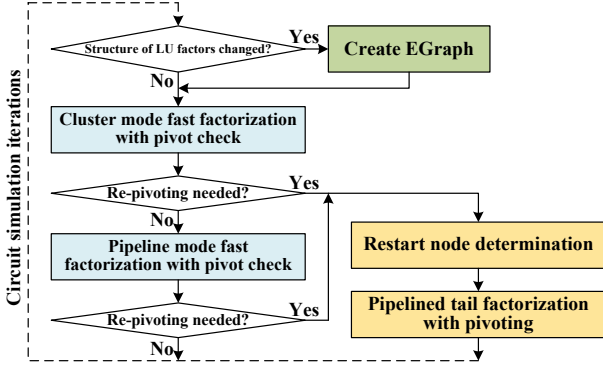 Circuit simulation iterations
Structure of LU factors changed?
Yes
Create EGraph
No
Cluster mode fast factorization
with pivot check
Re-pivoting needed?
Yes
No
Pipeline mode fast
factorization with pivot check
Restart node determination
Re-pivoting needed?
Yes
No
Pipelined tail factorization
with pivoting